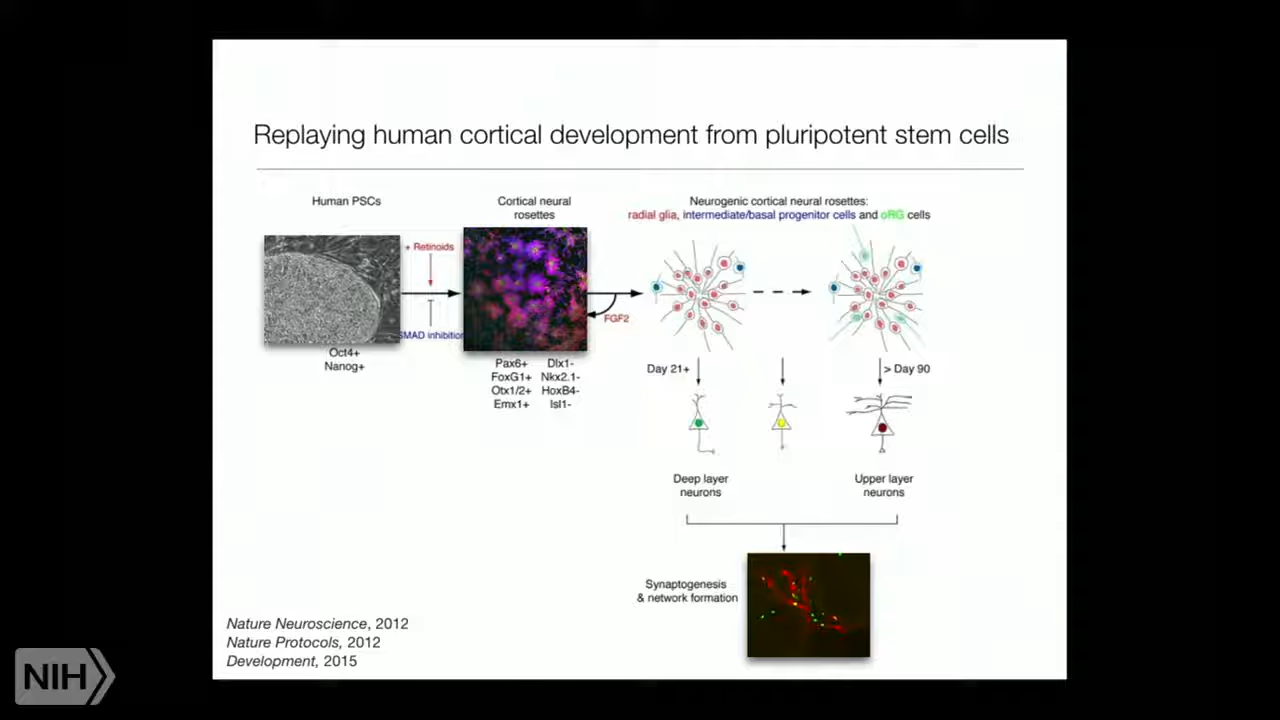 Replaying human cortical development from pluripotent stem cells
Human PSCs
+ Retinoids
SMAD inhibition
Oct4+
Nanog+
Cortical neural
rosettes
FGF2
Pax6+ Dlx1-
FoxG1+ Nkx2.1-
Otx1/2+ HoxB4-
Emx1+ Isl1-
Neurogenic cortical neural rosettes:
radial glia, intermediate/basal progenitor cells and oRG cells
Day 21+
> Day 90
Deep layer
neurons
Upper layer
neurons
Synaptogenesis
& network formation
Nature Neuroscience, 2012
Nature Protocols, 2012
Development, 2015
NIH